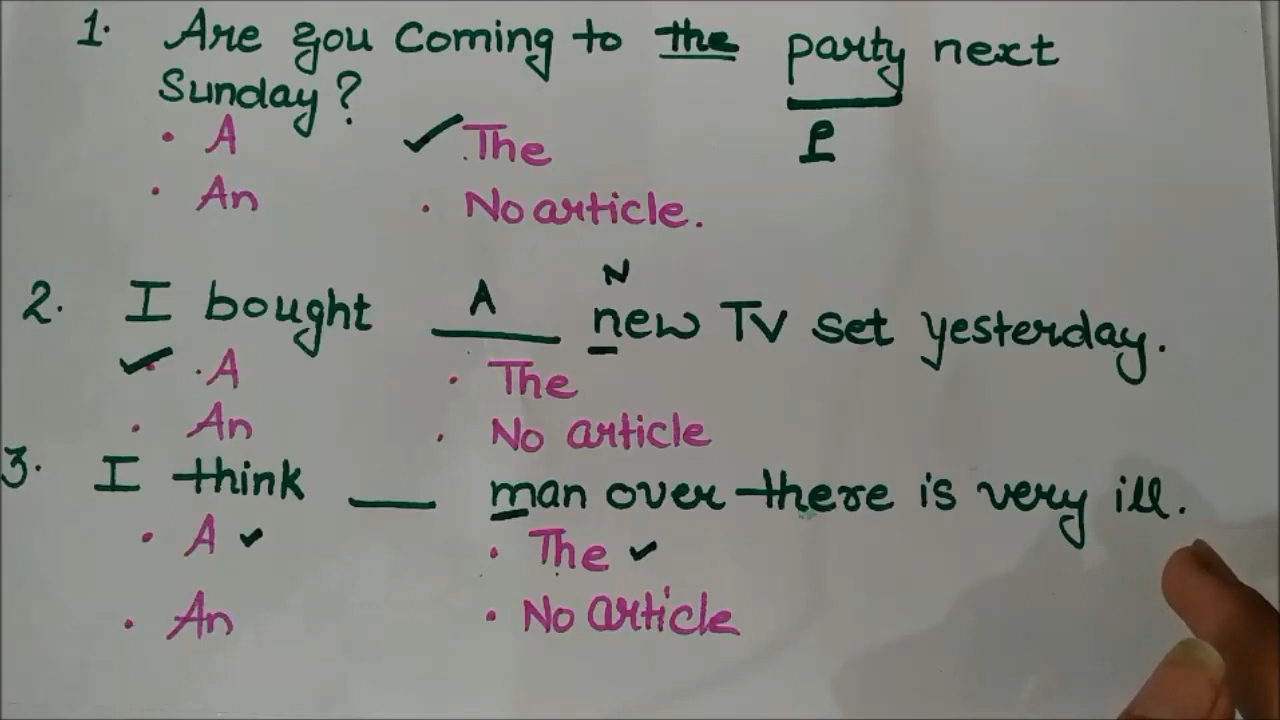 1. Are you coming to the party next
Sunday?
P
• A ✓ The
• An • No article.
N
2. I bought A new TV set yesterday.
✓ A • The
• An • No article
3. I think ___ man over there is very ill.
• A ✓ • The ✓
• An • No article